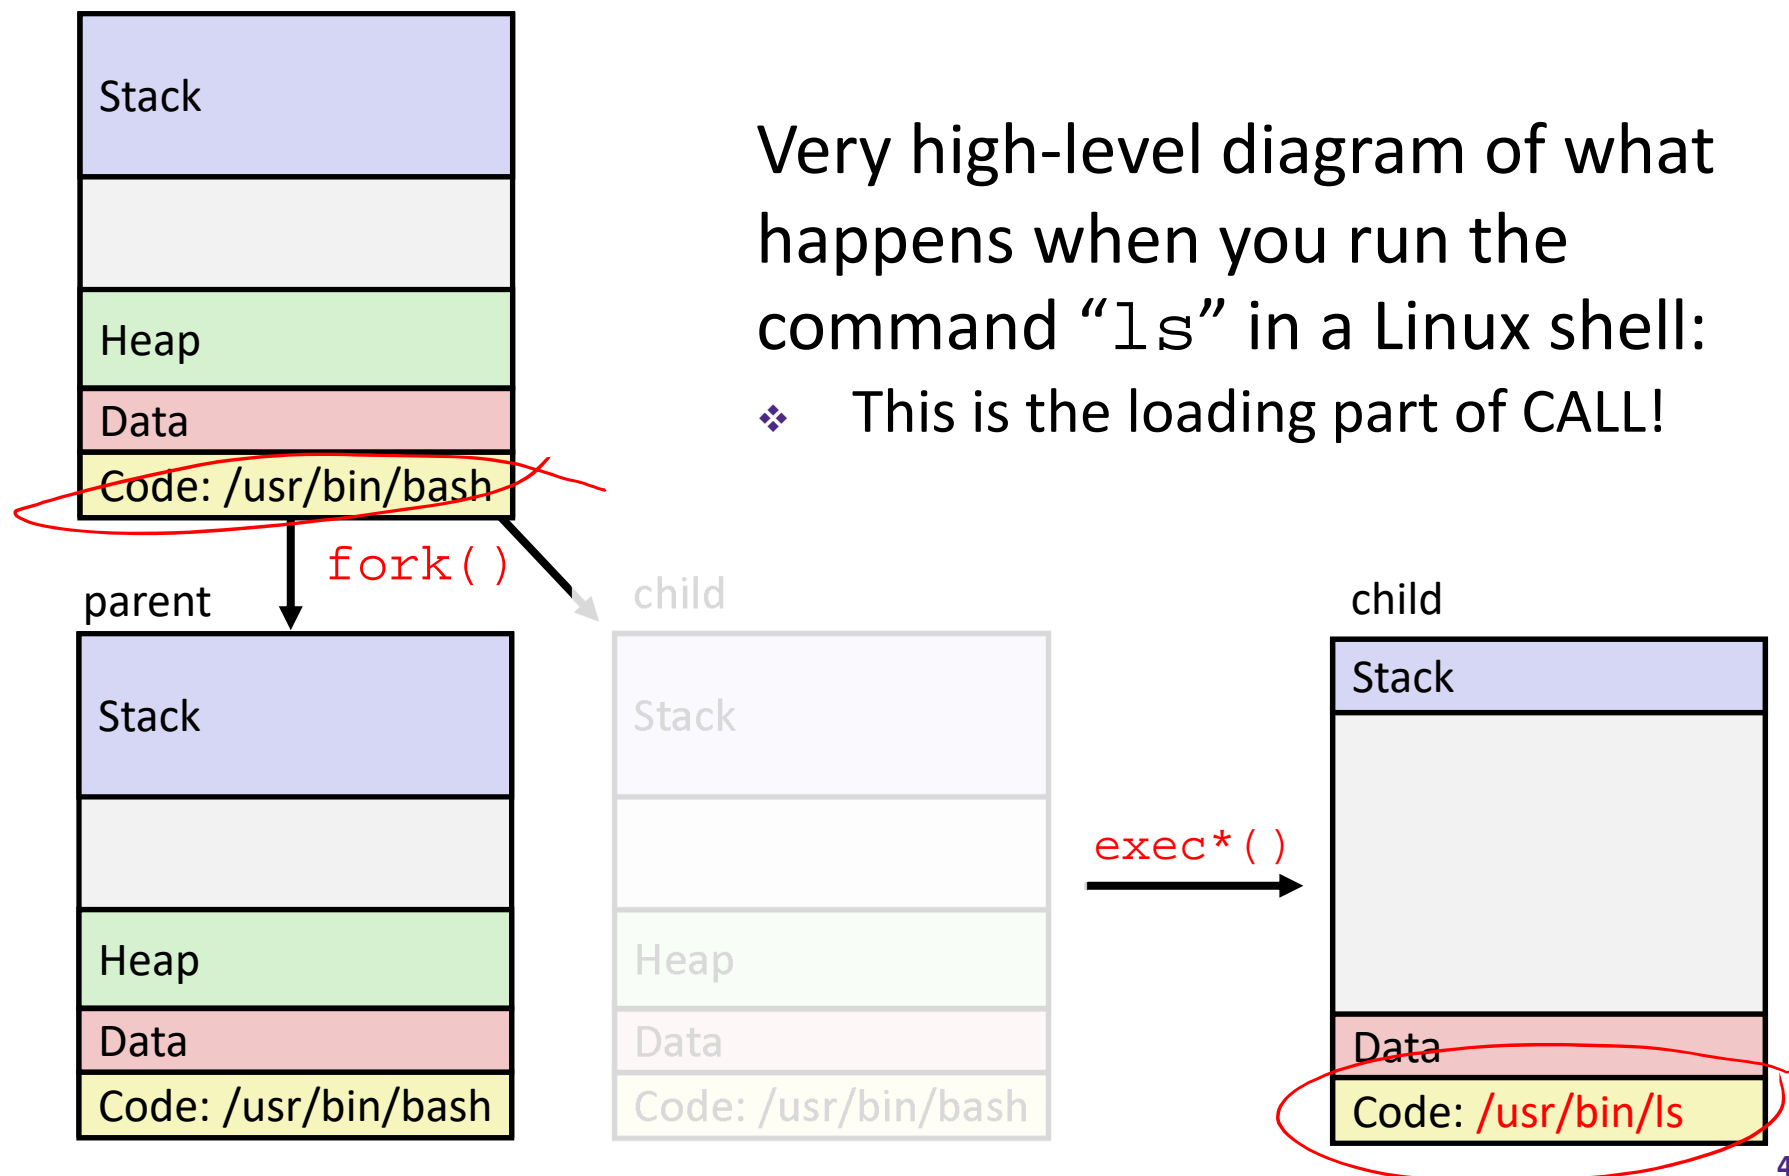 Stack
Heap
Data
Code: /usr/bin/bash
Very high-level diagram of what
happens when you run the
command “ls” in a Linux shell:
❖ This is the loading part of CALL!
fork()
parent
Stack
Heap
Data
Code: /usr/bin/bash
child
Stack
Heap
Data
Code: /usr/bin/bash
exec*()
child
Stack
Data
Code: /usr/bin/ls